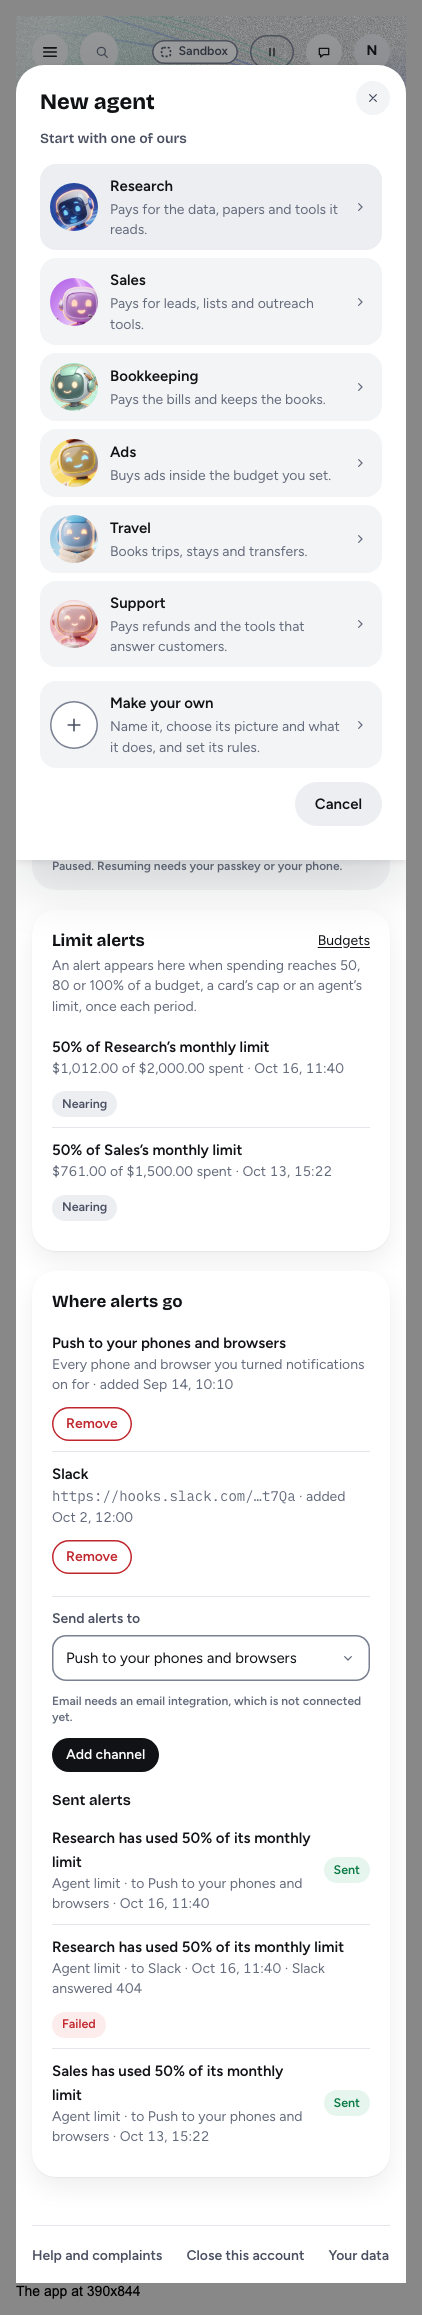 Sandbox
N
New agent
Start with one of ours
Research
Pays for the data, papers and tools it
reads.
Sales
Pays for leads, lists and outreach
tools.
Bookkeeping
Pays the bills and keeps the books.
Ads
Buys ads inside the budget you set.
Travel
Books trips, stays and transfers.
Support
Pays refunds and the tools that
answer customers.
Make your own
Name it, choose its picture and what
it does, and set its rules.
Cancel
Paused. Resuming needs your passkey or your phone.
Limit alerts
Budgets
An alert appears here when spending reaches 50,
80 or 100% of a budget, a card's cap or an agent's
limit, once each period.
50% of Research's monthly limit
$1,012.00 of $2,000.00 spent · Oct 16, 11:40
Nearing
50% of Sales's monthly limit
$761.00 of $1,500.00 spent · Oct 13, 15:22
Nearing
Where alerts go
Push to your phones and browsers
Every phone and browser you turned notifications
on for · added Sep 14, 10:10
Remove
Slack
https://hooks.slack.com/…t7Qa · added
Oct 2, 12:00
Remove
Send alerts to
Push to your phones and browsers
Email needs an email integration, which is not connected
yet.
Add channel
Sent alerts
Research has used 50% of its monthly
limit
Agent limit · to Push to your phones and
browsers · Oct 16, 11:40
Sent
Research has used 50% of its monthly limit
Agent limit · to Slack · Oct 16, 11:40 · Slack
answered 404
Failed
Sales has used 50% of its monthly
limit
Agent limit · to Push to your phones and
browsers · Oct 13, 15:22
Sent
Help and complaints
Close this account
Your data
The app at 390x844